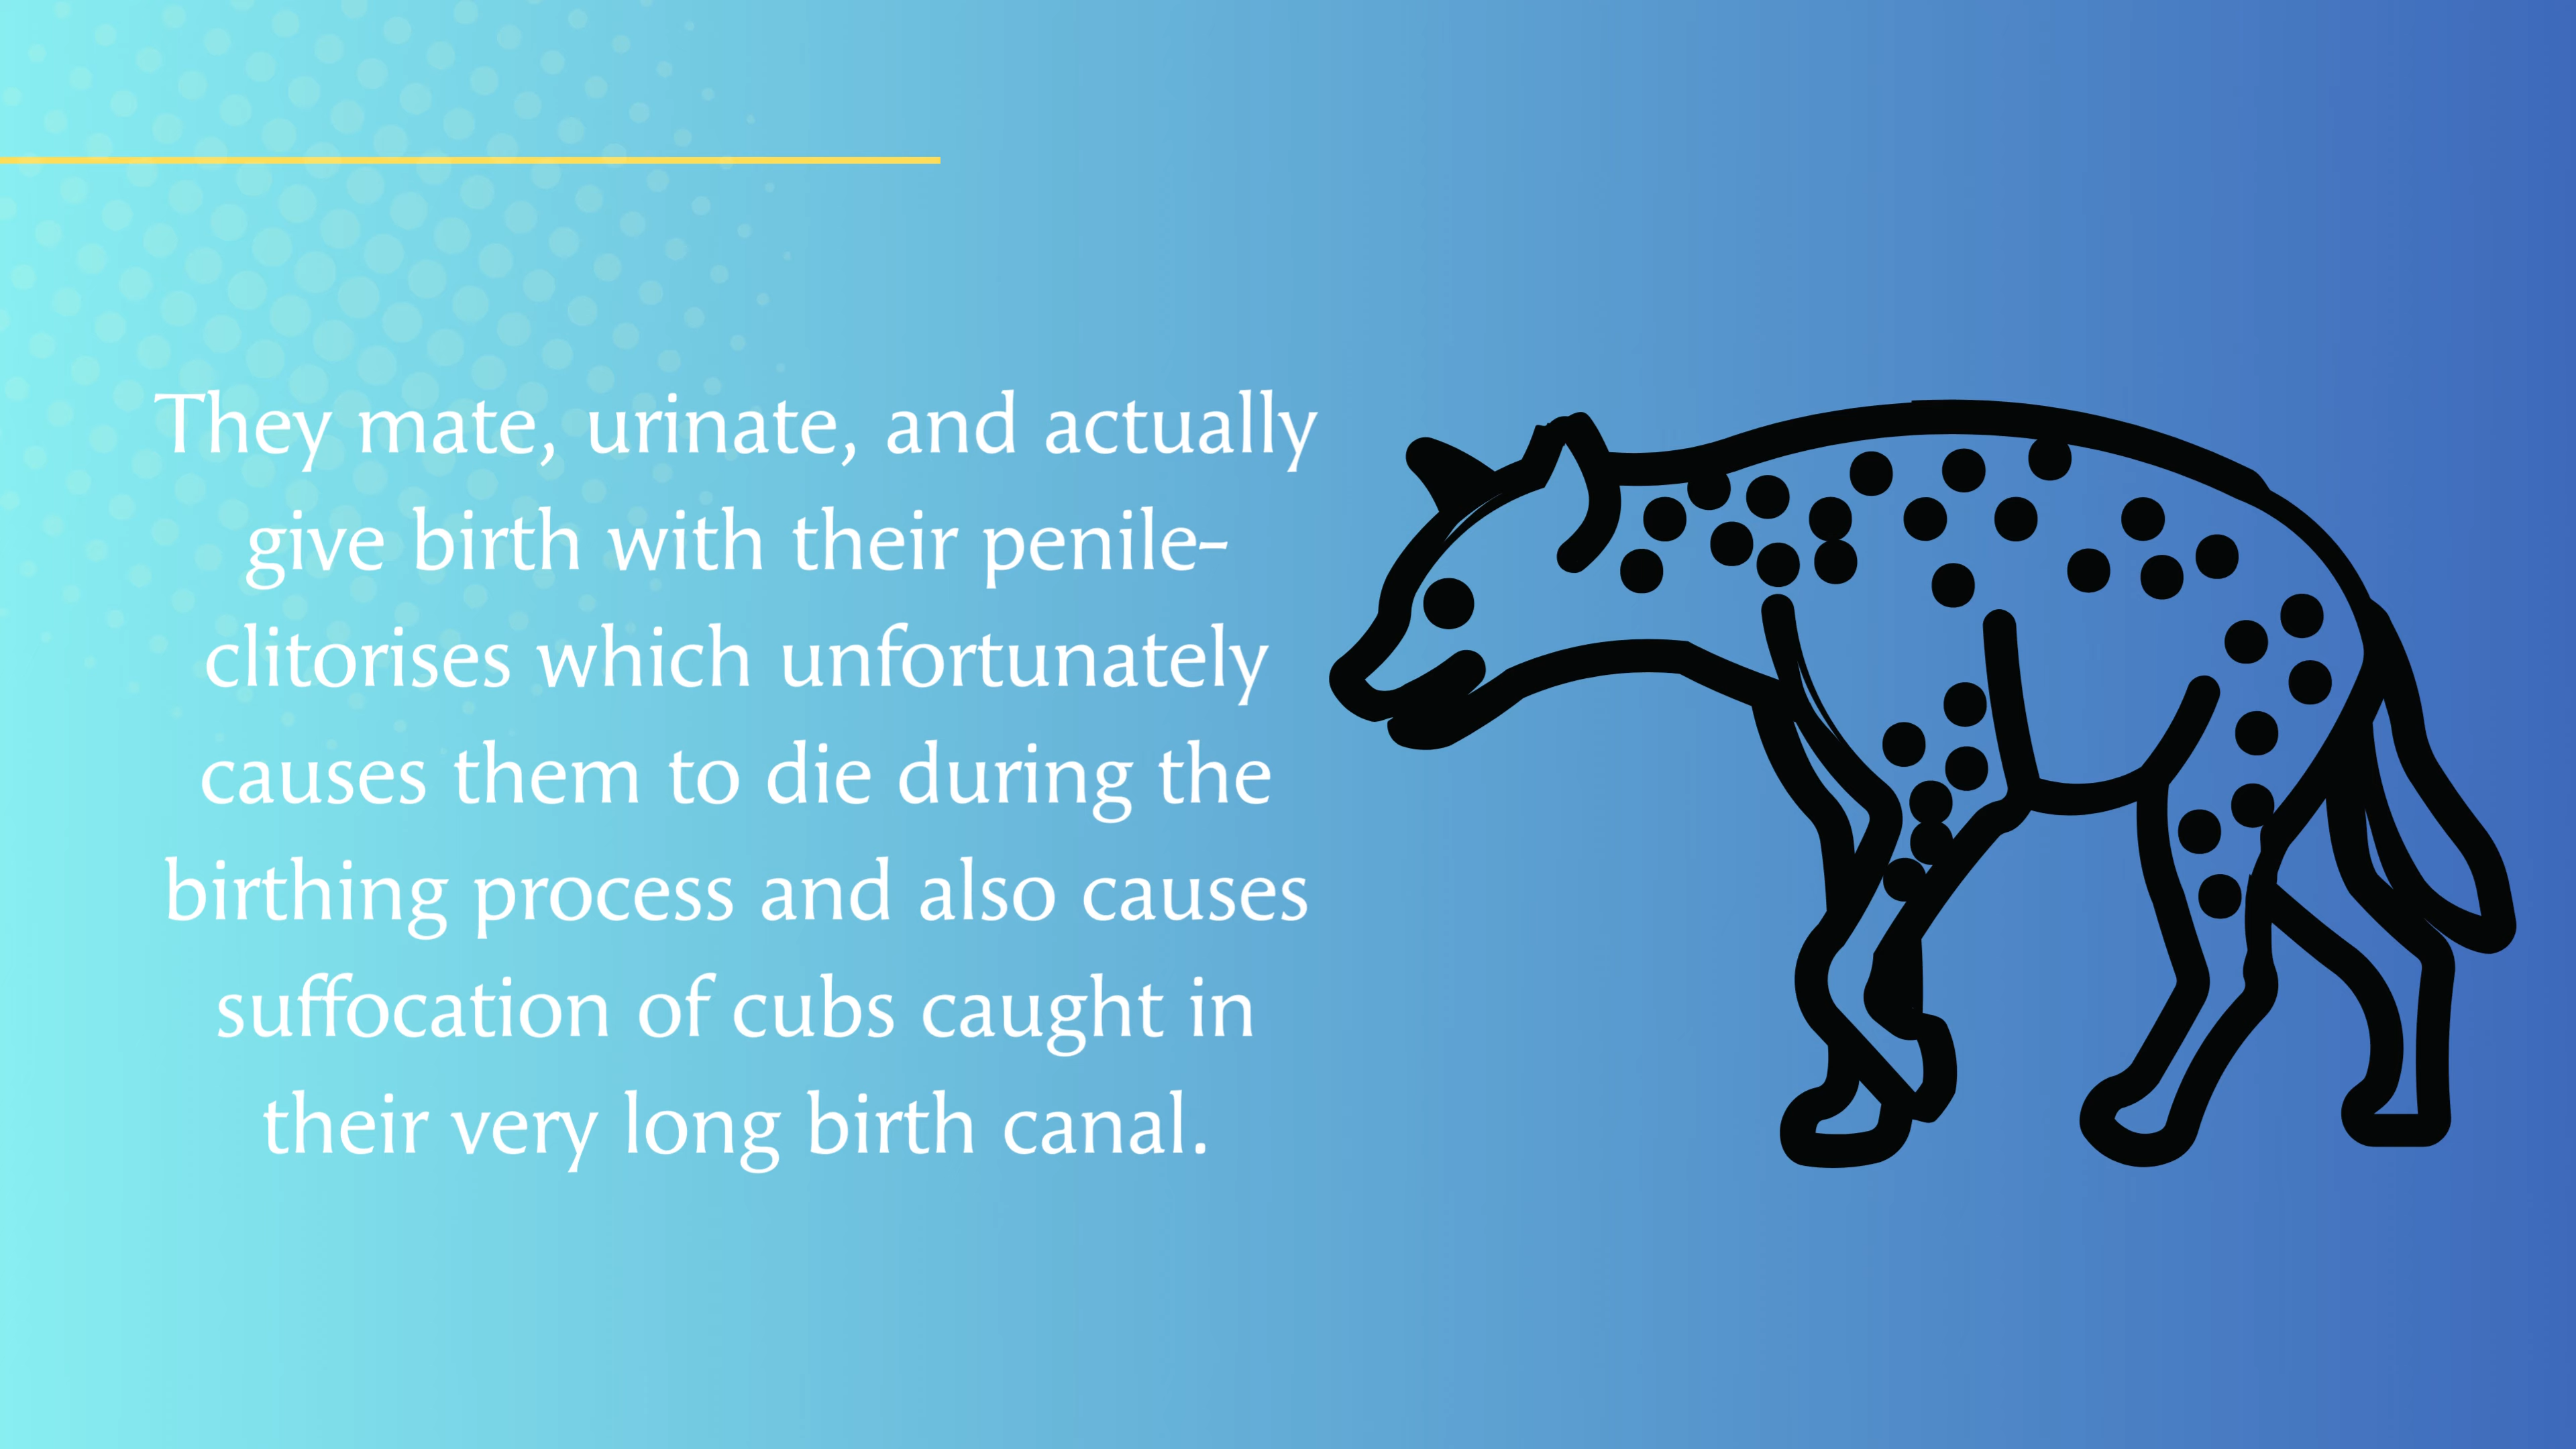 They mate, urinate, and actually
give birth with their penile-
clitorises which unfortunately
causes them to die during the
birthing process and also causes
suffocation of cubs caught in
their very long birth canal.